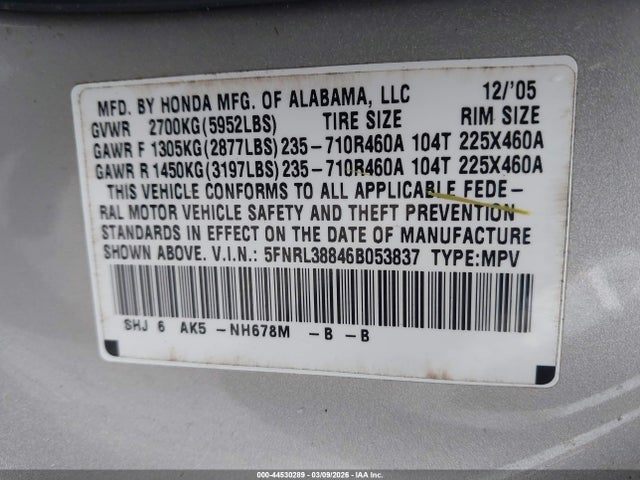 MFD. BY HONDA MFG. OF ALABAMA, LLC 12/'05
GVWR 2700KG(5952LBS) TIRE SIZE RIM SIZE
GAWR F 1305KG(2877LBS)235-710R460A 104T 225X460A
GAWR R 1450KG(3197LBS)235-710R460A 104T 225X460A
THIS VEHICLE CONFORMS TO ALL APPLICABLE FEDE-
RAL MOTOR VEHICLE SAFETY AND THEFT PREVENTION
STANDARDS IN EFFECT ON THE DATE OF MANUFACTURE
SHOWN ABOVE. V.I.N.: 5FNRL38846B053837 TYPE:MPV
SHJ 6 AK5 -NH678M -B -B
000-44530289 - 03/09/2026 - IAA Inc.